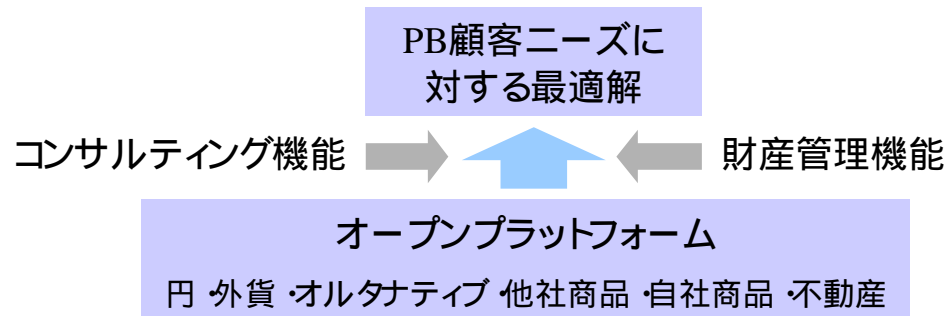 PB顧客ニーズに
対する最適解
コンサルティング機能
財産管理機能
オープンプラットフォーム
円・外貨・オルタナティブ・他社商品・自社商品・不動産